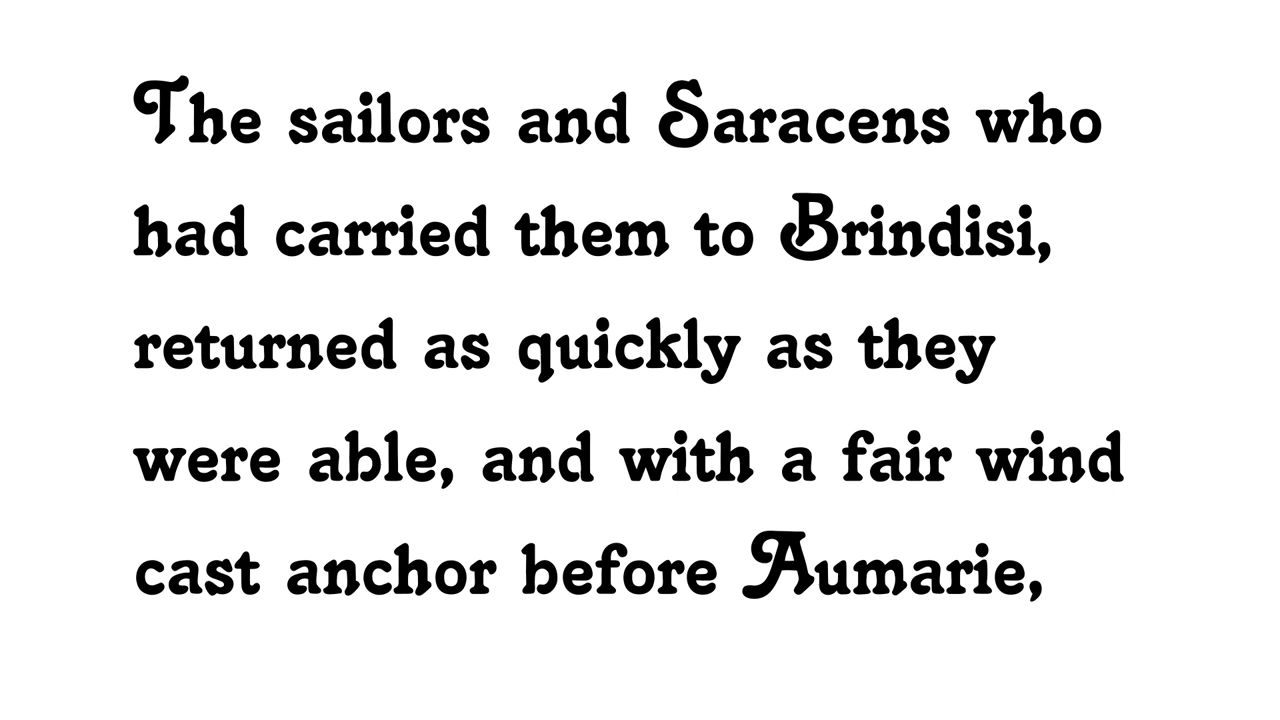 The sailors and Saracens who
had carried them to Brindisi,
returned as quickly as they
were able, and with a fair wind
cast anchor before Aumarie,